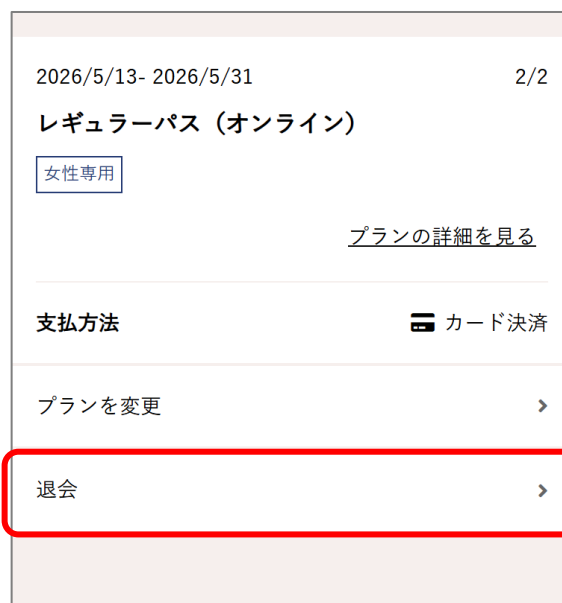 2026/5/13- 2026/5/31 2/2
レギュラーパス（オンライン）
女性専用
プランの詳細を見る
支払方法 カード決済
プランを変更
退会